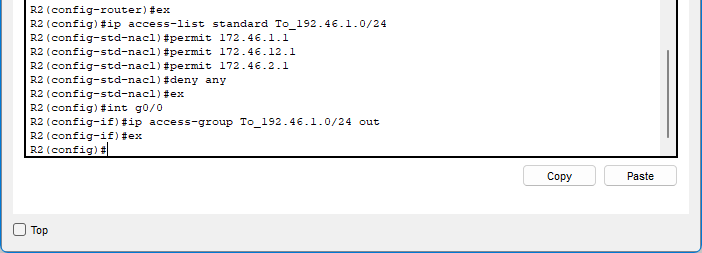 R2(config-router)#ex
R2(config)#ip access-list standard To_192.46.1.0/24
R2(config-std-nacl)#permit 172.46.1.1
R2(config-std-nacl)#permit 172.46.12.1
R2(config-std-nacl)#permit 172.46.2.1
R2(config-std-nacl)#deny any
R2(config-std-nacl)#ex
R2(config)#int g0/0
R2(config-if)#ip access-group To_192.46.1.0/24 out
R2(config-if)#ex
R2(config)#
Copy Paste
Top